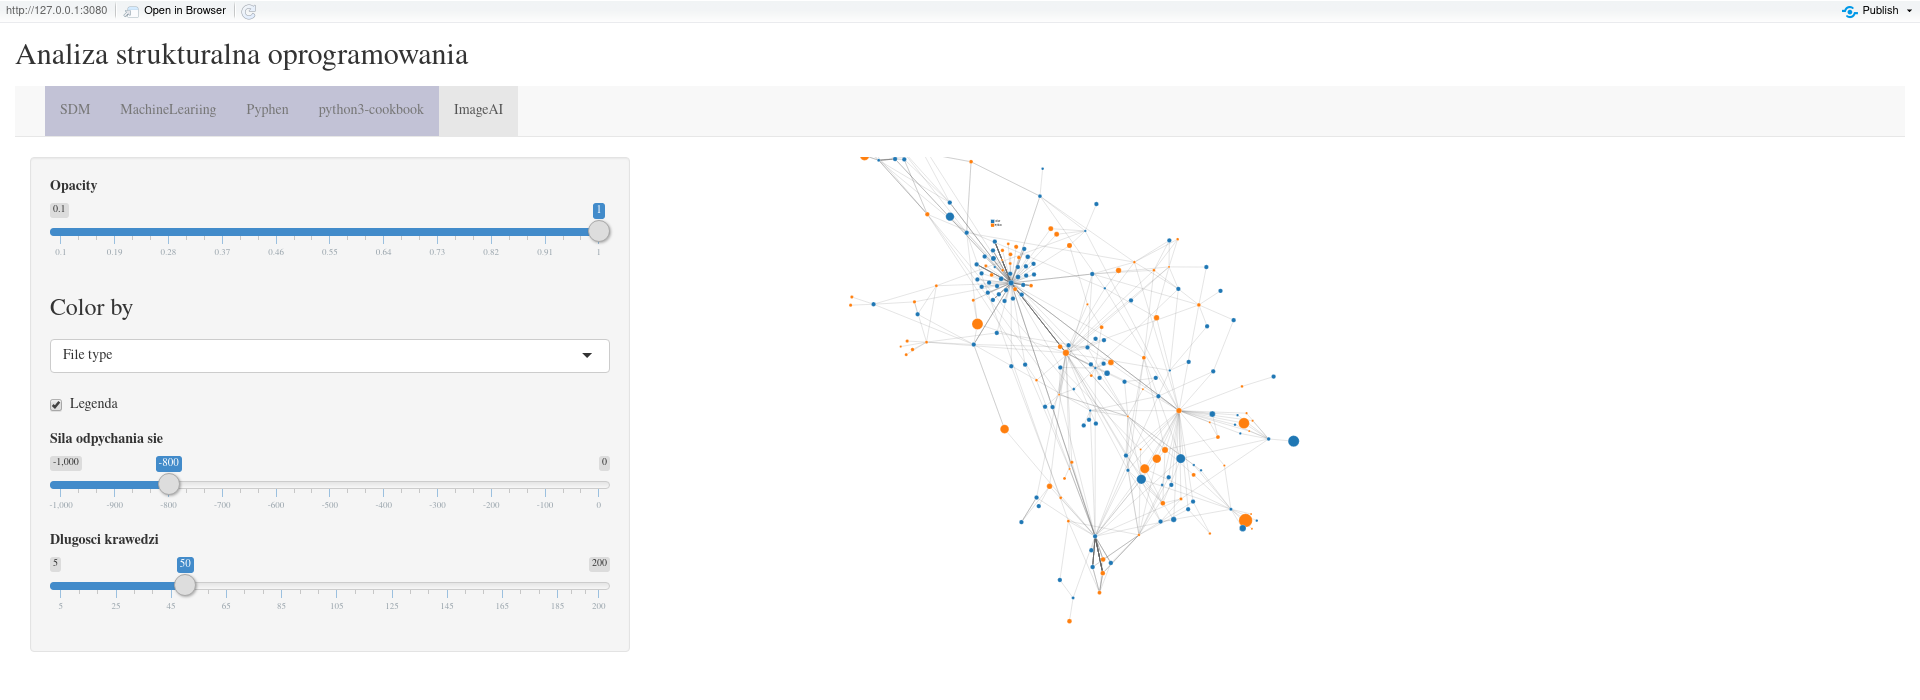 http://127.0.0.1:3080 Open in Browser Publish
Analiza strukturalna oprogramowania
SDM MachineLeariing Pyphen python3-cookbook ImageAI
Opacity
0.1 1
0.1 0.19 0.28 0.37 0.46 0.55 0.64 0.73 0.82 0.91 1
Color by
File type
Legenda
Sila odpychania sie
-1,000 -800 0
-1,000 -900 -800 -700 -600 -500 -400 -300 -200 -100 0
Dlugosci krawedzi
5 50 200
5 25 45 65 85 105 125 145 165 185 200